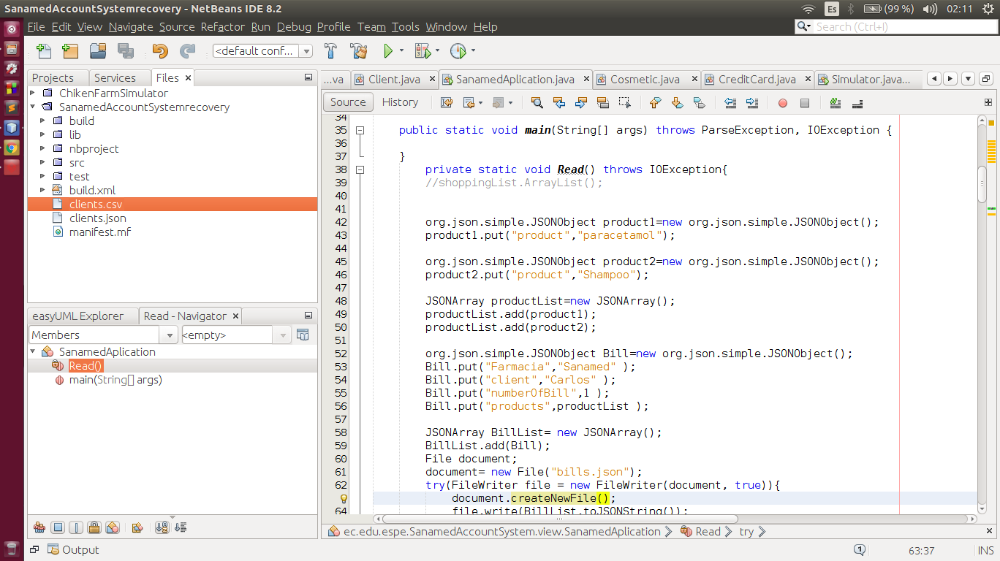 SanamedAccountSystemrecovery - NetBeans IDE 8.2
Es (99 %) 02:11
File Edit View Navigate Source Refactor Run Debug Profile Team Tools Window Help
Search (Ctrl+I)
<default conf...
Projects Services Files
...va Client.java SanamedAplication.java Cosmetic.java CreditCard.java Simulator.java...
Source History
ChikenFarmSimulator
SanamedAccountSystemrecovery
build
lib
nbproject
src
test
build.xml
clients.csv
clients.json
manifest.mf
easyUML Explorer Read - Navigator
Members <empty>
SanamedAplication
Read()
main(String[] args)
34
35 public static void main(String[] args) throws ParseException, IOException {
36
37 }
38 private static void Read() throws IOException{
39 //shoppingList.ArrayList();
40
41
42 org.json.simple.JSONObject product1=new org.json.simple.JSONObject();
43 product1.put("product","paracetamol");
44
45 org.json.simple.JSONObject product2=new org.json.simple.JSONObject();
46 product2.put("product","Shampoo");
47
48 JSONArray productList=new JSONArray();
49 productList.add(product1);
50 productList.add(product2);
51
52 org.json.simple.JSONObject Bill=new org.json.simple.JSONObject();
53 Bill.put("Farmacia","Sanamed" );
54 Bill.put("client","Carlos" );
55 Bill.put("numberOfBill",1 );
56 Bill.put("products",productList );
57
58 JSONArray BillList= new JSONArray();
59 BillList.add(Bill);
60 File document;
61 document= new File("bills.json");
62 try(FileWriter file = new FileWriter(document, true)){
document.createNewFile();
64 file.write(BillList.toJSONString());
ec.edu.espe.SanamedAccountSystem.view.SanamedAplication Read try
Output
1 63:37 INS